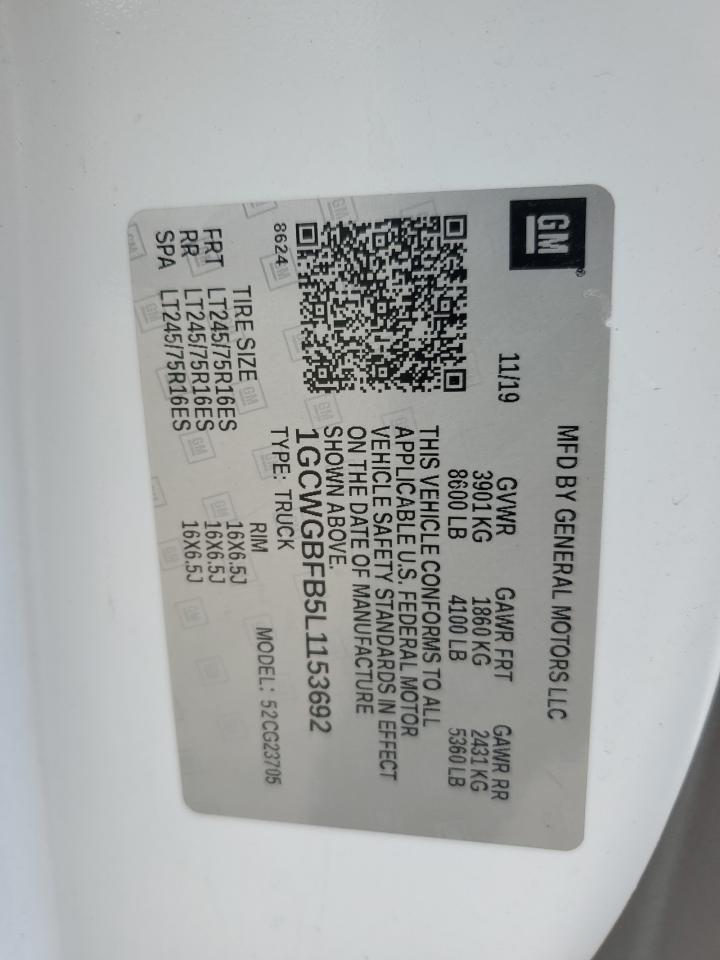 GM
MFD BY GENERAL MOTORS LLC
11/19
GVWR GAWR FRT GAWR RR
3901 KG 1860 KG 2431 KG
8600 LB 4100 LB 5360 LB
THIS VEHICLE CONFORMS TO ALL
APPLICABLE U.S. FEDERAL MOTOR
VEHICLE SAFETY STANDARDS IN EFFECT
ON THE DATE OF MANUFACTURE
SHOWN ABOVE.
1GCWGBFB5L1153692
8624 TYPE: TRUCK MODEL: 52CG23705
TIRE SIZE RIM
FRT LT245/75R16ES 16X6.5J
RR LT245/75R16ES 16X6.5J
SPA LT245/75R16ES 16X6.5J